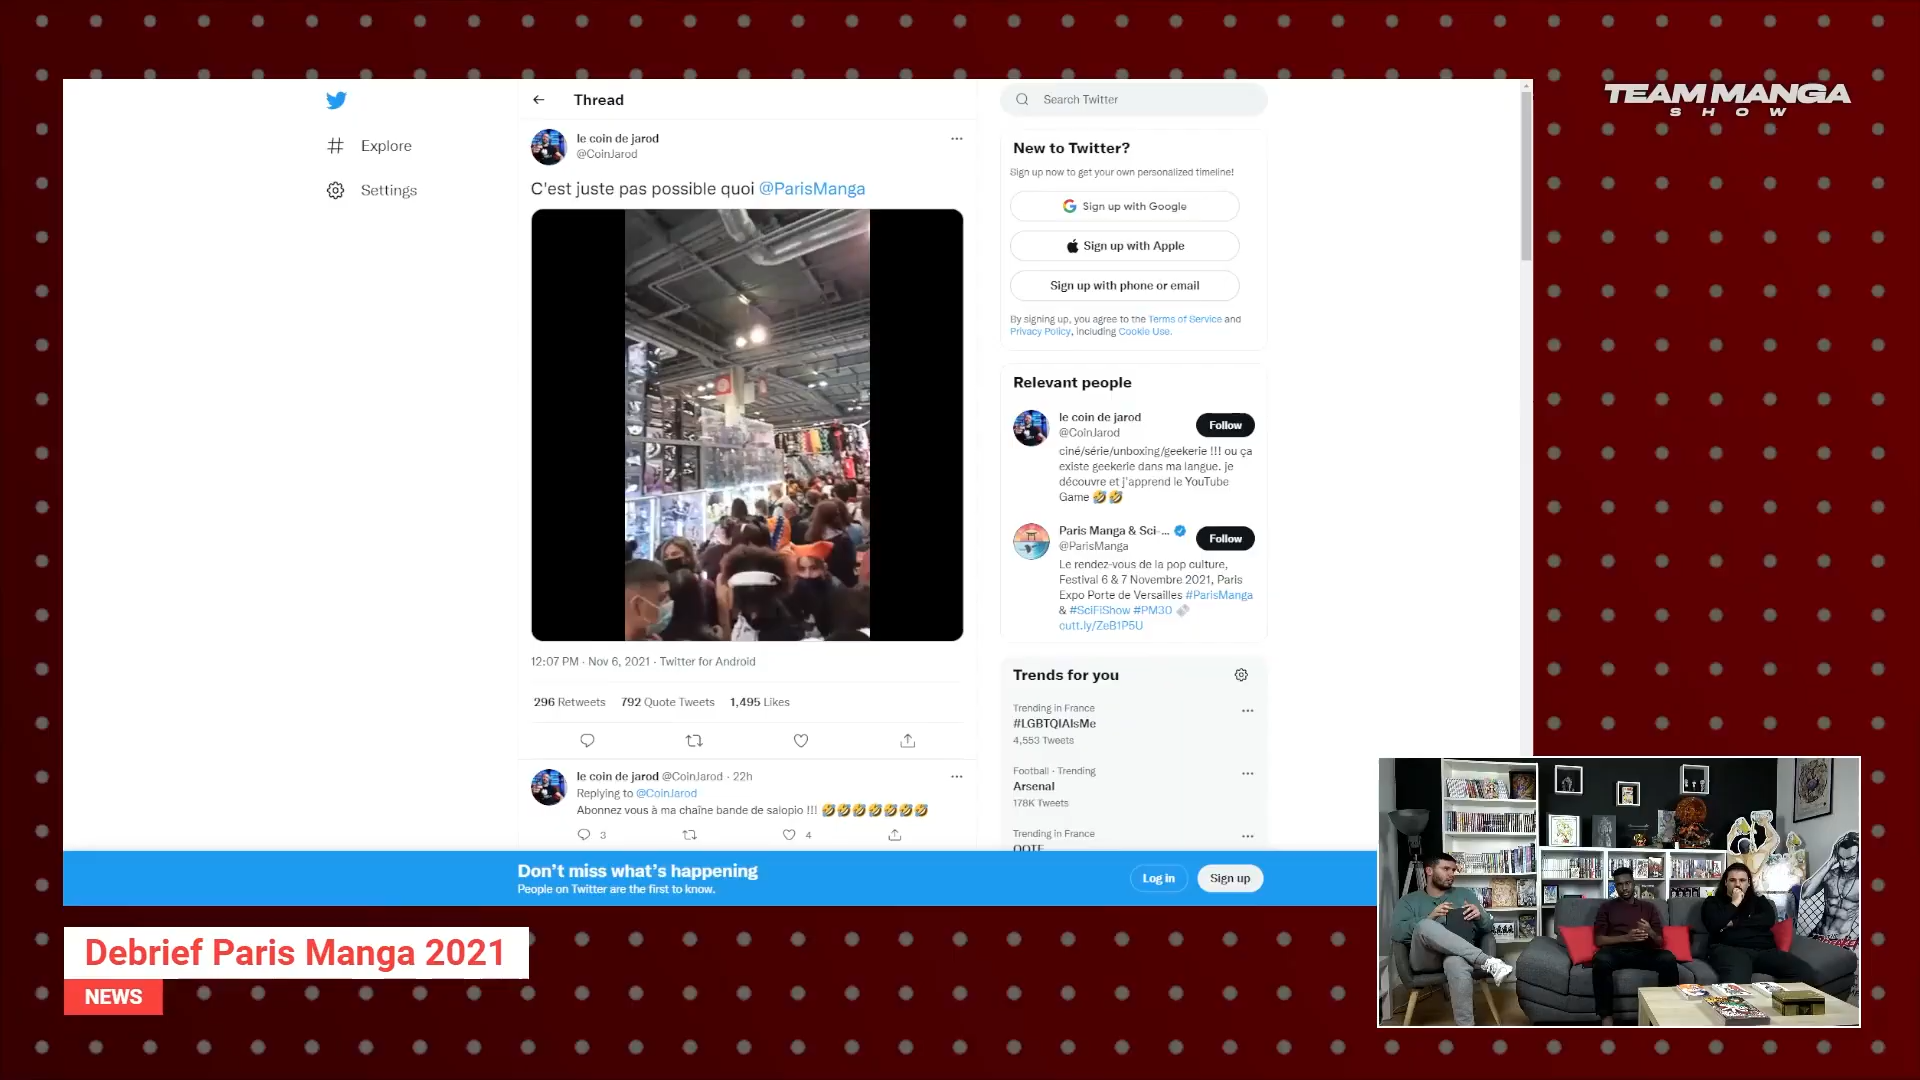 TEAM MANGA
SHOW
Thread
Search Twitter
Explore
Settings
le coin de jarod
@CoinJarod
C'est juste pas possible quoi @ParisManga
12:07 PM · Nov 6, 2021 · Twitter for Android
296 Retweets 792 Quote Tweets 1,495 Likes
le coin de jarod @CoinJarod · 22h
Replying to @CoinJarod
Abonnez vous à ma chaîne bande de salopio !!! 🤣🤣🤣🤣🤣🤣🤣
3
4
New to Twitter?
Sign up now to get your own personalized timeline!
Sign up with Google
Sign up with Apple
Sign up with phone or email
By signing up, you agree to the Terms of Service and
Privacy Policy, including Cookie Use.
Relevant people
le coin de jarod
@CoinJarod
Follow
ciné/série/unboxing/geekerie !!! ou ça
existe geekerie dans ma langue. je
découvre et j'apprend le YouTube
Game 🤣🤣
Paris Manga & Sci-...
@ParisManga
Follow
Le rendez-vous de la pop culture,
Festival 6 & 7 Novembre 2021, Paris
Expo Porte de Versailles #ParisManga
& #SciFiShow #PM30
cutt.ly/ZeB1P5U
Trends for you
Trending in France
#LGBTQIAIsMe
4,553 Tweets
Football · Trending
Arsenal
178K Tweets
Trending in France
Don't miss what's happening
People on Twitter are the first to know.
Log in
Sign up
Debrief Paris Manga 2021
NEWS